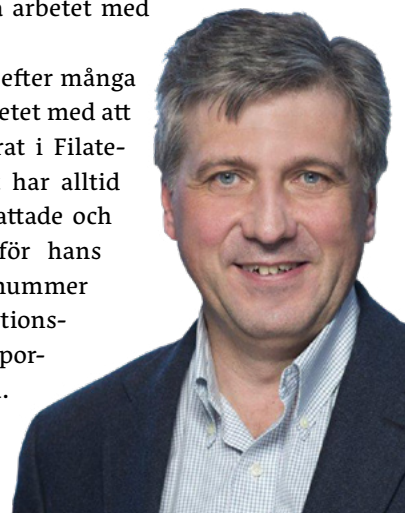 arbetet med
efter många
etet med att
rat i Filate-
har alltid
attade och
för hans
nummer
tions-
por-